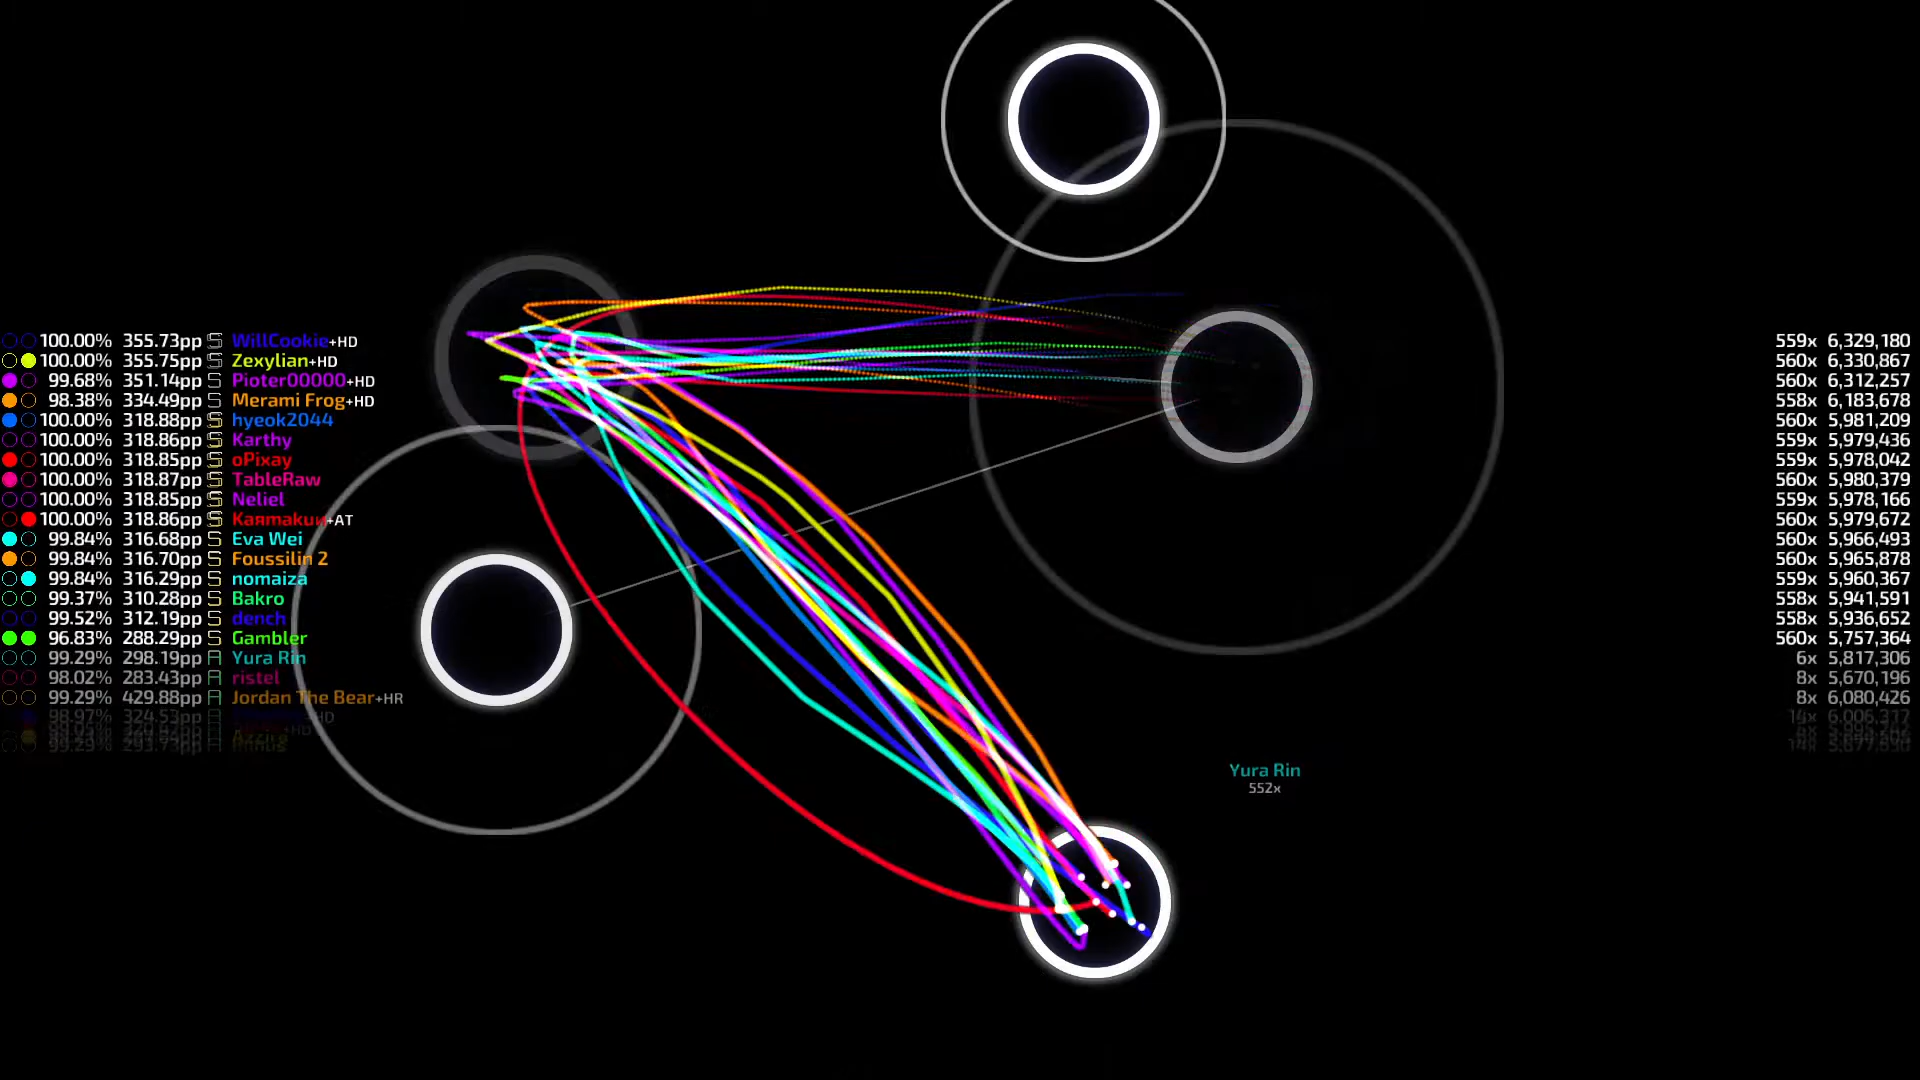 100.00% 355.73pp S WillCookie+HD 559x 6,329,180
100.00% 355.75pp S Zexylian+HD 560x 6,330,867
99.68% 351.14pp S Pioter00000+HD 560x 6,312,257
98.38% 334.49pp S Merami Frog+HD 558x 6,183,678
100.00% 318.88pp S hyeok2044 560x 5,981,209
100.00% 318.86pp S Karthy 559x 5,979,436
100.00% 318.85pp S oPixay 559x 5,978,042
100.00% 318.87pp S TableRaw 560x 5,980,379
100.00% 318.85pp S Neliel 559x 5,978,166
100.00% 318.86pp S +AT 560x 5,979,672
99.84% 316.68pp S Eva Wei 560x 5,966,493
99.84% 316.70pp S Foussilin 2 560x 5,965,878
99.84% 316.29pp S nomaiza 559x 5,960,367
99.37% 310.28pp S Bakro 558x 5,941,591
99.52% 312.19pp S dench 558x 5,936,652
96.83% 288.29pp S Gambler 560x 5,757,364
99.29% 298.19pp A Yura Rin 6x 5,817,306
98.02% 283.43pp A ristel 8x 5,670,196
99.29% 429.88pp A Jordan The Bear+HR 8x 6,080,426
98.97% 324.53pp A +HD 14x 6,006,317
Yura Rin
552x